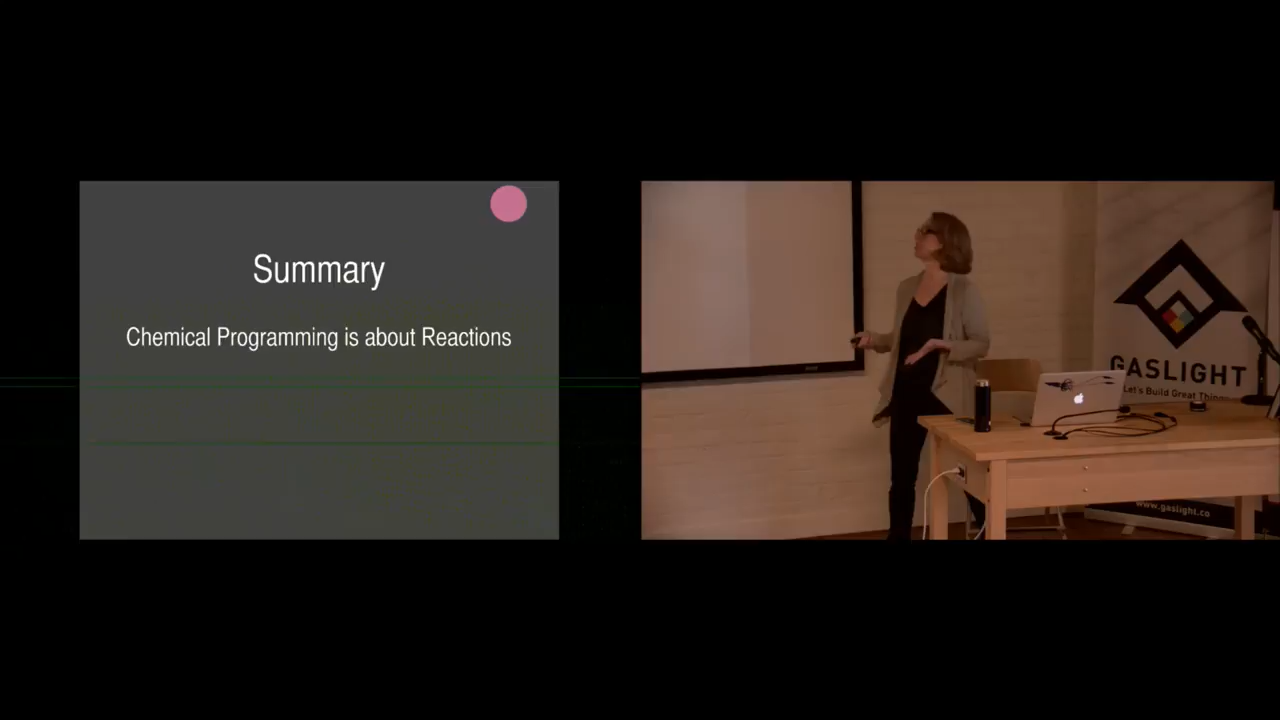 Summary
Chemical Programming is about Reactions
GASLIGHT
Let's Build Great Things
www.gaslight.co